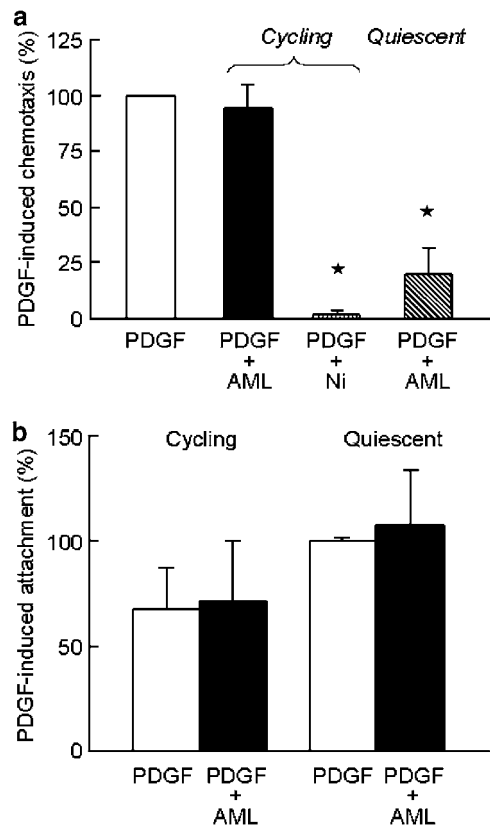 a
PDGF-induced chemotaxis (%)
125
100
75
50
25
0
Cycling
Quiescent
★
★
PDGF
PDGF + AML
PDGF + Ni
PDGF + AML
b
PDGF-induced attachment (%)
150
100
50
0
Cycling
Quiescent
PDGF
PDGF + AML
PDGF
PDGF + AML